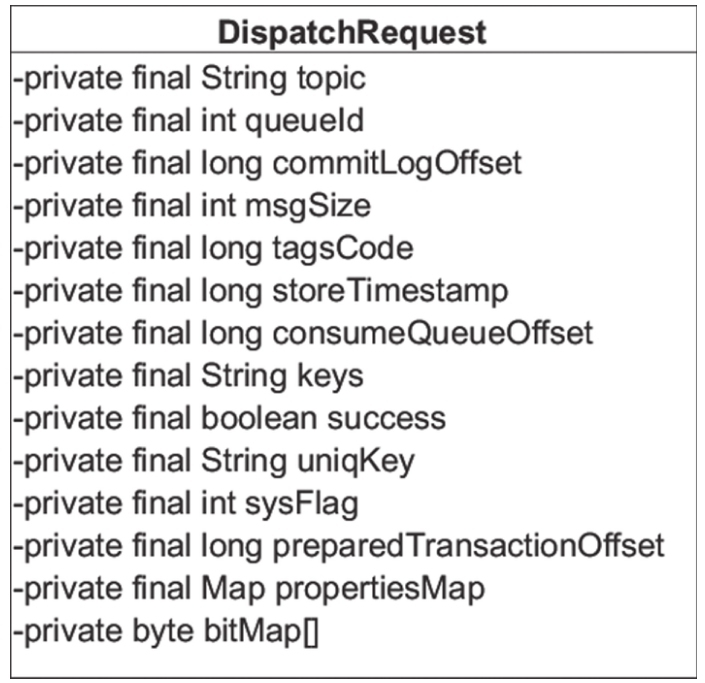 DispatchRequest
-private final String topic
-private final int queueId
-private final long commitLogOffset
-private final int msgSize
-private final long tagsCode
-private final long storeTimestamp
-private final long consumeQueueOffset
-private final String keys
-private final boolean success
-private final String uniqKey
-private final int sysFlag
-private final long preparedTransactionOffset
-private final Map propertiesMap
-private byte bitMap[]